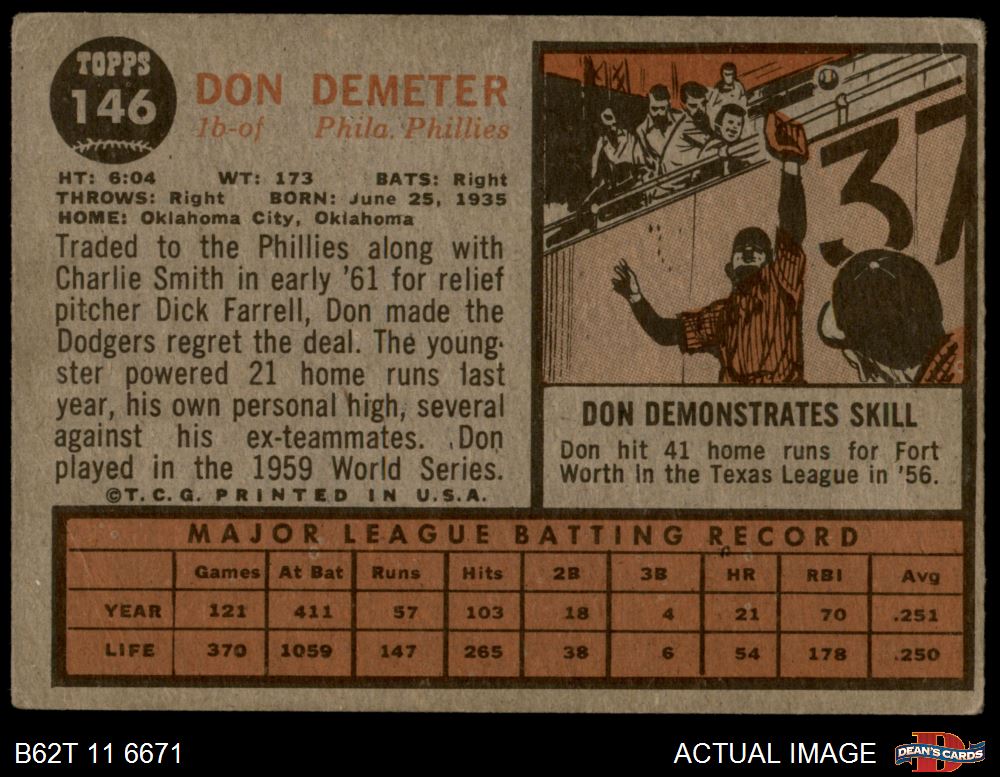 TOPPS
146
DON DEMETER
1b-of Phila. Phillies
HT: 6:04 WT: 173 BATS: Right
THROWS: Right BORN: June 25, 1935
HOME: Oklahoma City, Oklahoma
Traded to the Phillies along with
Charlie Smith in early '61 for relief
pitcher Dick Farrell, Don made the
Dodgers regret the deal. The young-
ster powered 21 home runs last
year, his own personal high, several
against his ex-teammates. Don
played in the 1959 World Series.
©T.C.G. PRINTED IN U.S.A.
37
DON DEMONSTRATES SKILL
Don hit 41 home runs for Fort
Worth in the Texas League in '56.
MAJOR LEAGUE BATTING RECORD
Games At Bat Runs Hits 2B 3B HR RBI Avg
YEAR 121 411 57 103 18 4 21 70 .251
LIFE 370 1059 147 265 38 6 54 178 .250
B62T 11 6671
ACTUAL IMAGE
D
DEAN'S CARDS